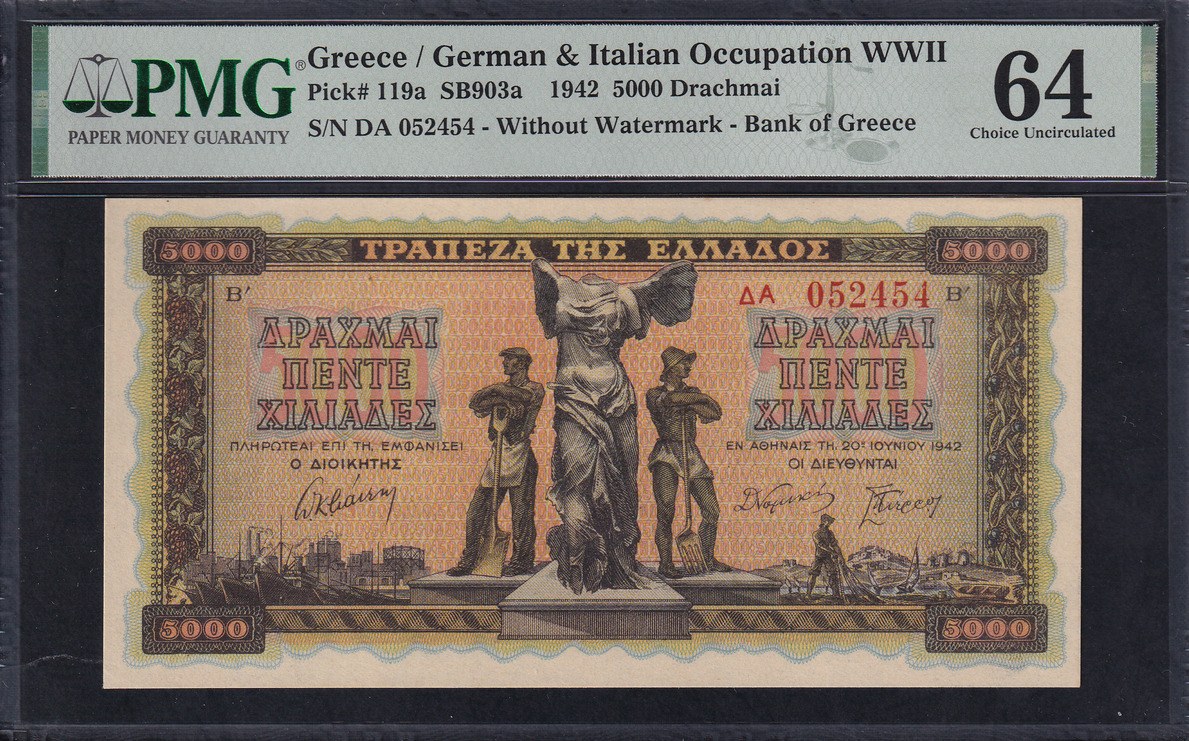 PMG®
PAPER MONEY GUARANTY
Greece / German & Italian Occupation WWII
Pick# 119a SB903a 1942 5000 Drachmai
S/N DA 052454 - Without Watermark - Bank of Greece
64
Choice Uncirculated
5000 ΤΡΑΠΕΖΑ ΤΗΣ ΕΛΛΑΔΟΣ 5000
Β′ ΔΑ 052454 Β′
ΔΡΑΧΜΑΙ
ΠΕΝΤΕ
ΧΙΛΙΑΔΕΣ
ΠΛΗΡΩΤΕΑΙ ΕΠΙ ΤΗ, ΕΜΦΑΝΙΣΕΙ
Ο ΔΙΟΙΚΗΤΗΣ
ΔΡΑΧΜΑΙ
ΠΕΝΤΕ
ΧΙΛΙΑΔΕΣ
ΕΝ ΑΘΗΝΑΙΣ ΤΗ, 20ῌ ΙΟΥΝΙΟΥ 1942
ΟΙ ΔΙΕΥΘΥΝΤΑΙ
5000 5000